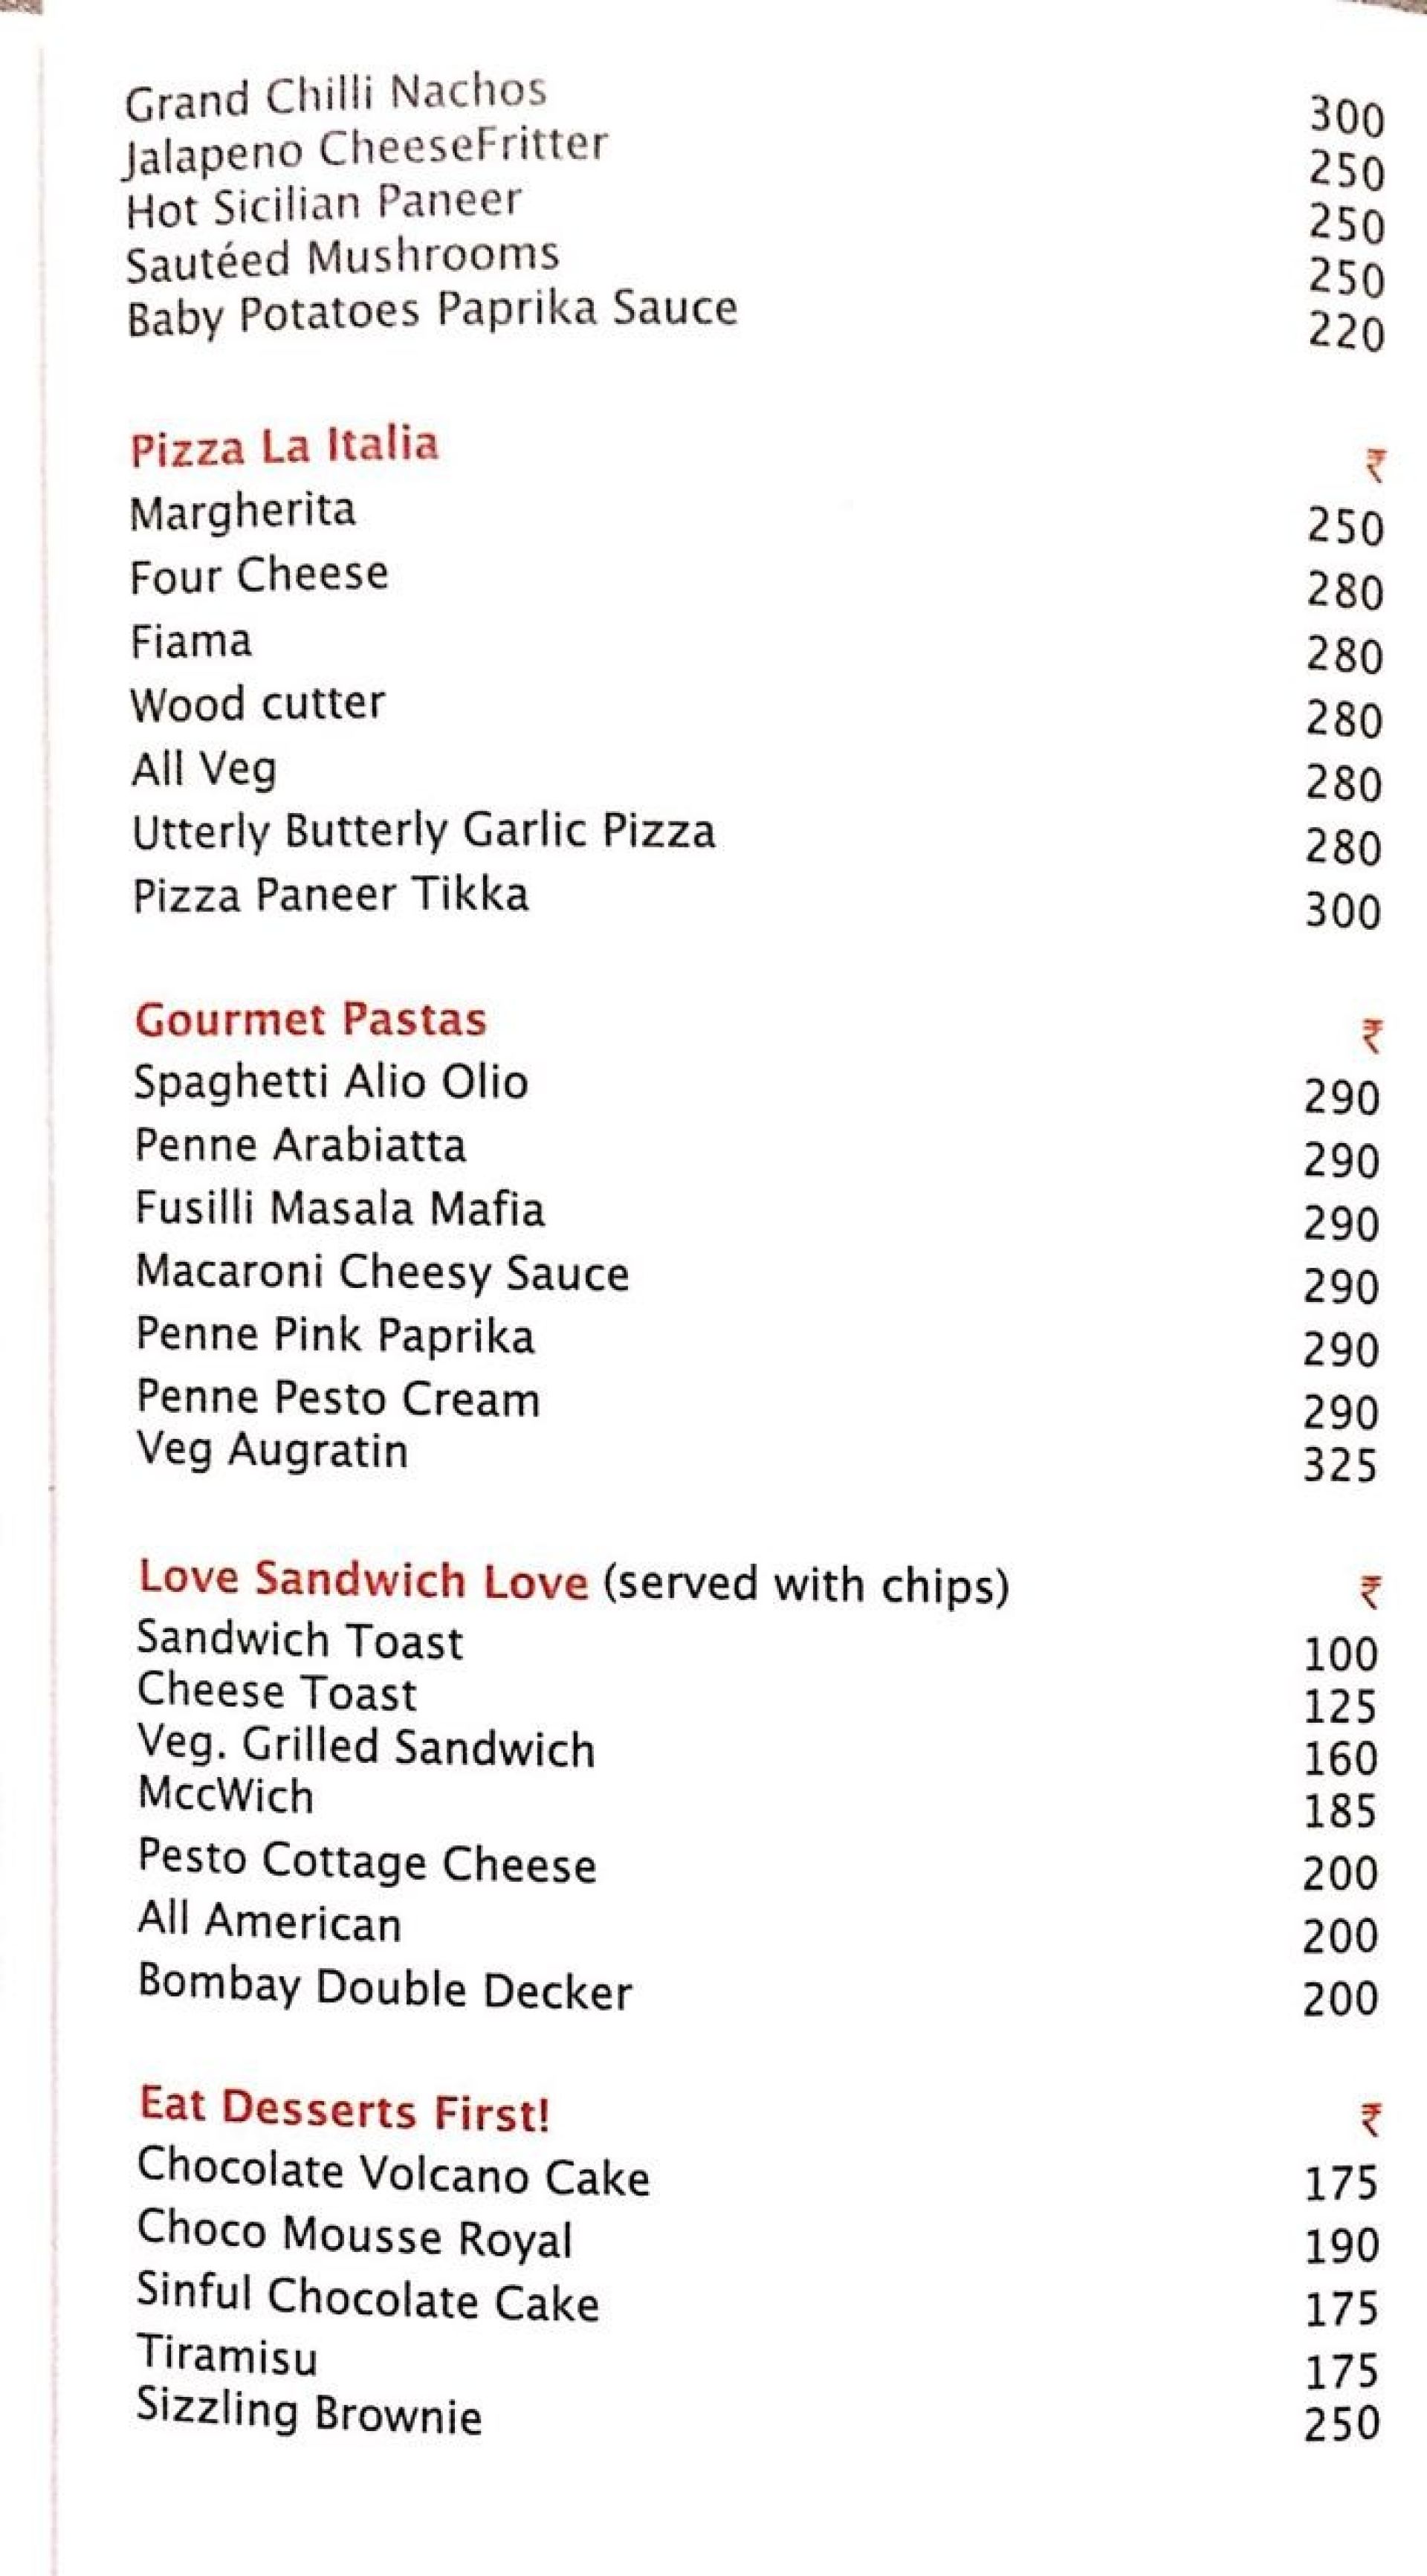 Grand Chilli Nachos 300
Jalapeno CheeseFritter 250
Hot Sicilian Paneer 250
Sautéed Mushrooms 250
Baby Potatoes Paprika Sauce 220
Pizza La Italia ₹
Margherita 250
Four Cheese 280
Fiama 280
Wood cutter 280
All Veg 280
Utterly Butterly Garlic Pizza 280
Pizza Paneer Tikka 300
Gourmet Pastas ₹
Spaghetti Alio Olio 290
Penne Arabiatta 290
Fusilli Masala Mafia 290
Macaroni Cheesy Sauce 290
Penne Pink Paprika 290
Penne Pesto Cream 290
Veg Augratin 325
Love Sandwich Love (served with chips) ₹
Sandwich Toast 100
Cheese Toast 125
Veg. Grilled Sandwich 160
MccWich 185
Pesto Cottage Cheese 200
All American 200
Bombay Double Decker 200
Eat Desserts First! ₹
Chocolate Volcano Cake 175
Choco Mousse Royal 190
Sinful Chocolate Cake 175
Tiramisu 175
Sizzling Brownie 250